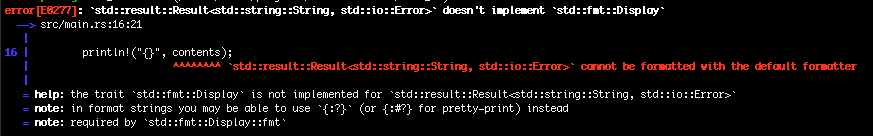 error[E0277]: `std::result::Result<std::string::String, std::io::Error>` doesn't implement `std::fmt::Display`
--> src/main.rs:16:21
|
16 | println!("{}", contents);
| ^^^^^^^^ `std::result::Result<std::string::String, std::io::Error>` cannot be formatted with the default formatter
|
= help: the trait `std::fmt::Display` is not implemented for `std::result::Result<std::string::String, std::io::Error>`
= note: in format strings you may be able to use `{:?}` (or {:#?} for pretty-print) instead
= note: required by `std::fmt::Display::fmt`